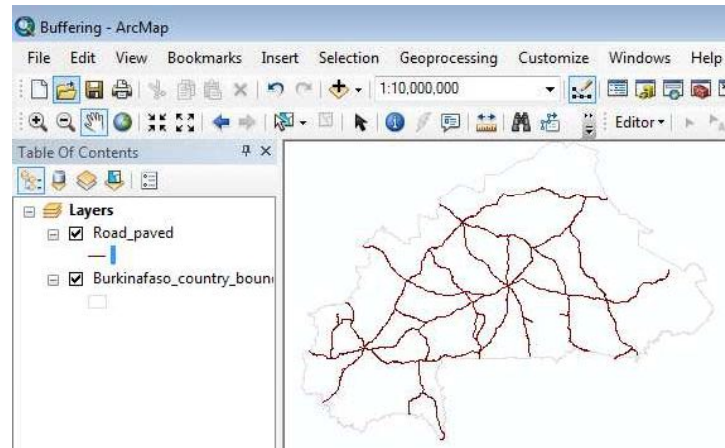 Buffering - ArcMap
File Edit View Bookmarks Insert Selection Geoprocessing Customize Windows Help
1:10,000,000
Editor
Table Of Contents
Layers
Road_paved
Burkinafaso_country_boun